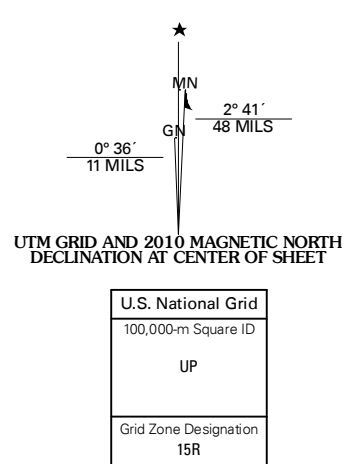 ★
MN
GN
2° 41´
48 MILS
0° 36´
11 MILS
UTM GRID AND 2010 MAGNETIC NORTH
DECLINATION AT CENTER OF SHEET
U.S. National Grid
100,000-m Square ID
UP
Grid Zone Designation
15R